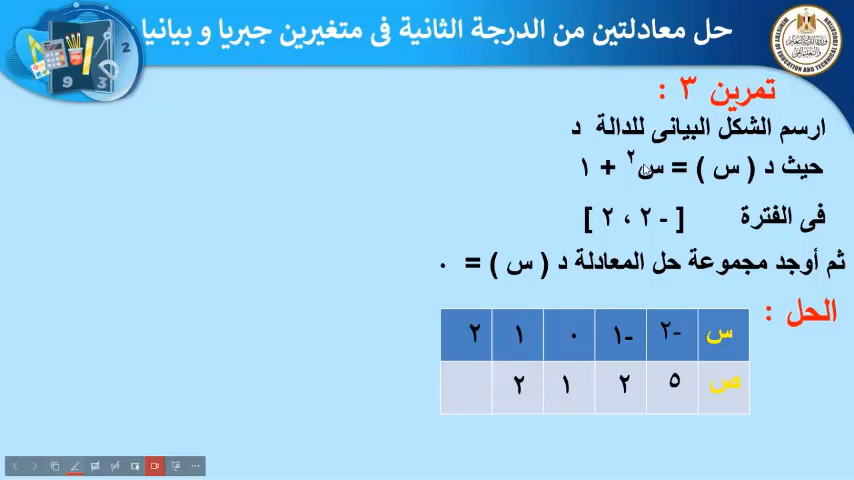 حل معادلتين من الدرجة الثانية فى متغيرين جبريا و بيانيا
تمرين ٣ :
ارسم الشكل البيانى للدالة د
حيث د ( س ) = س٢ + ١
فى الفترة [ -٢ ، ٢ ]
ثم أوجد مجموعة حل المعادلة د ( س ) = ٠
الحل :
س -٢ -١ ٠ ١ ٢
ص ٥ ٢ ١ ٢